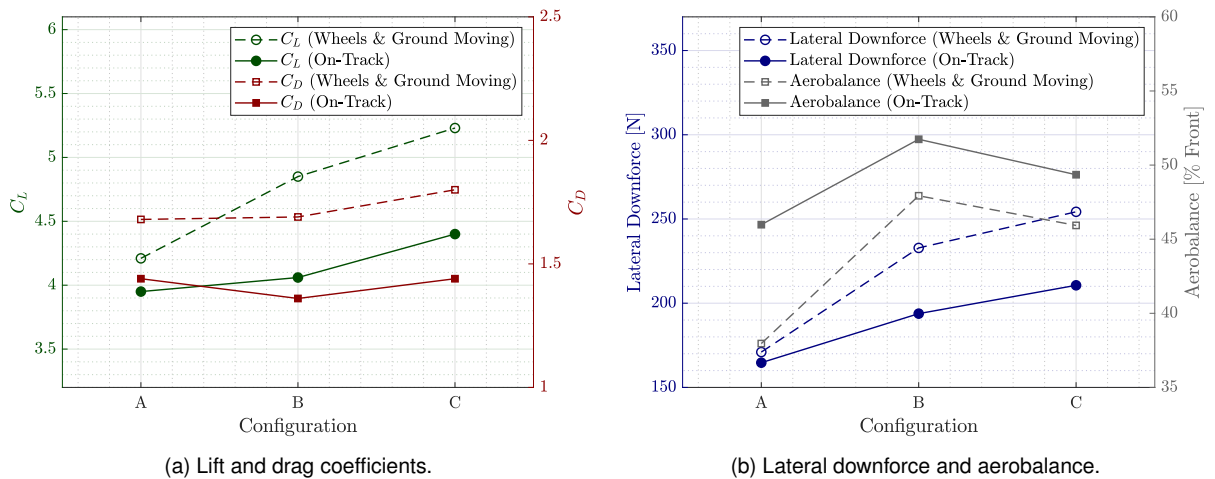 6
5.5
5
4.5
4
3.5
C_L
2.5
2
1.5
1
C_D
C_L (Wheels & Ground Moving)
C_L (On-Track)
C_D (Wheels & Ground Moving)
C_D (On-Track)
A B C
Configuration
(a) Lift and drag coefficients.
350
300
250
200
150
Lateral Downforce [N]
60
55
50
45
40
35
Aerobalance [% Front]
Lateral Downforce (Wheels & Ground Moving)
Lateral Downforce (On-Track)
Aerobalance (Wheels & Ground Moving)
Aerobalance (On-Track)
A B C
Configuration
(b) Lateral downforce and aerobalance.